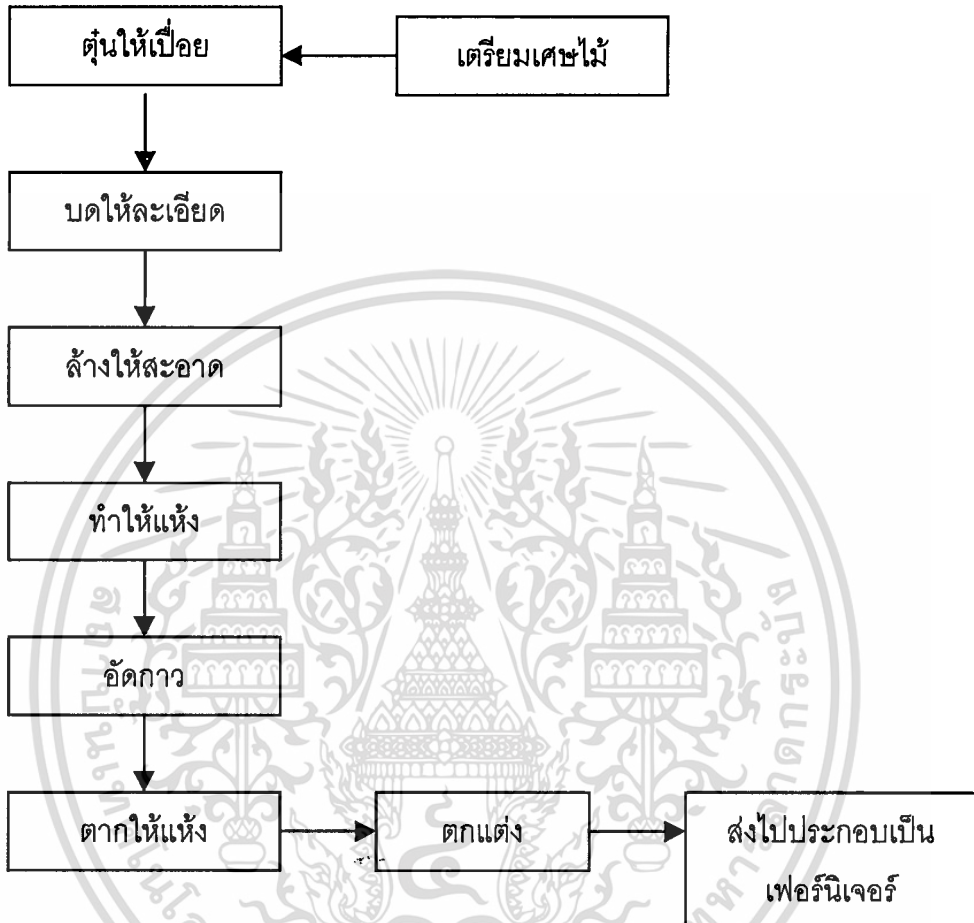 ตุ๋นให้เปื่อย
เตรียมเศษไม้
บดให้ละเอียด
ล้างให้สะอาด
ทำให้แห้ง
อัดกาว
ตากให้แห้ง
ตกแต่ง
ส่งไปประกอบเป็น
เฟอร์นิเจอร์